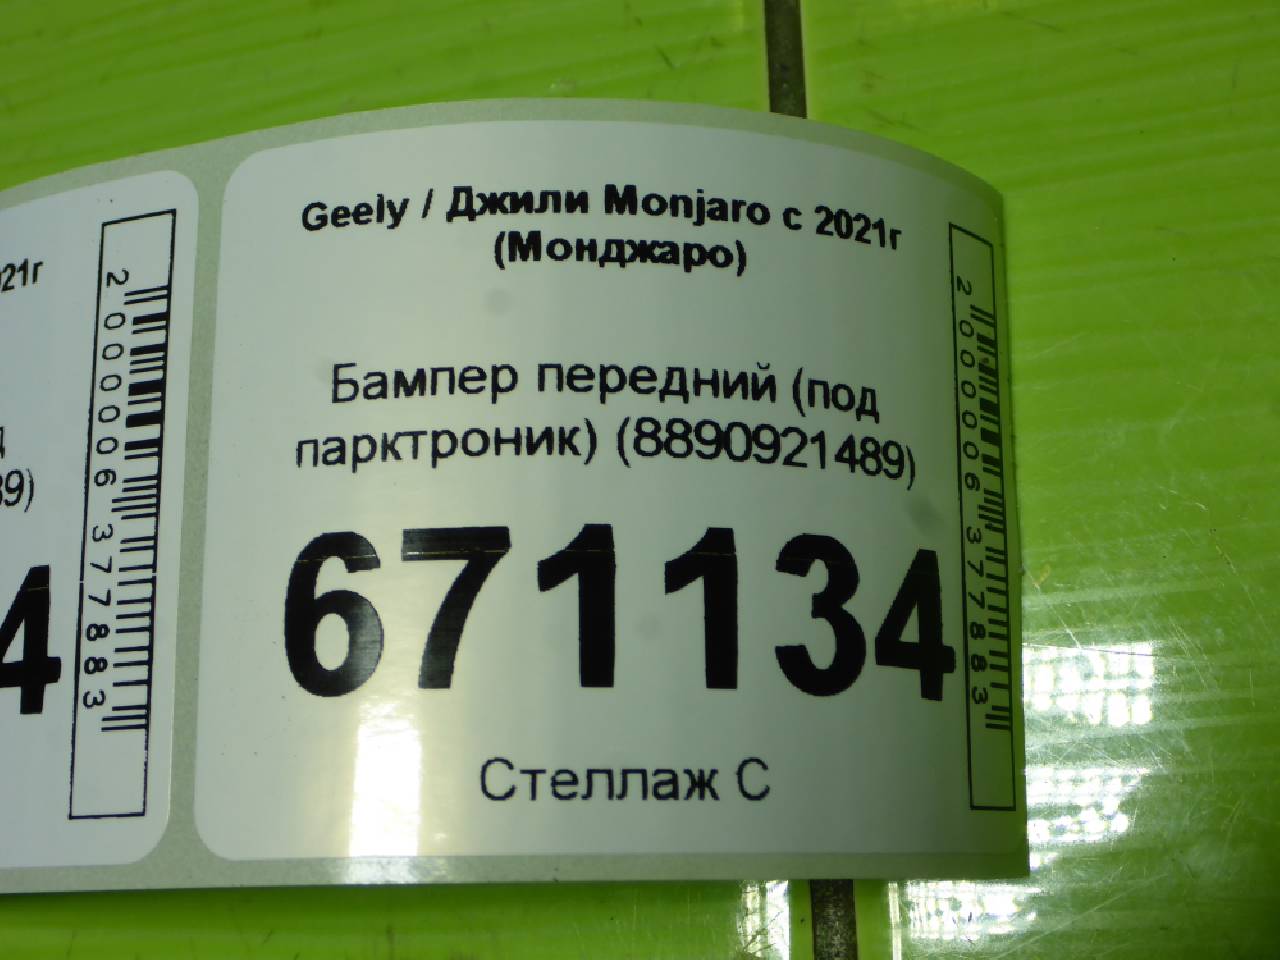 Geely / Джили Monjaro с 2021г
(Монджаро)
Бампер передний (под
парктроник) (8890921489)
671134
Стеллаж С
2000006377883
21г
89)
4
2000006377883